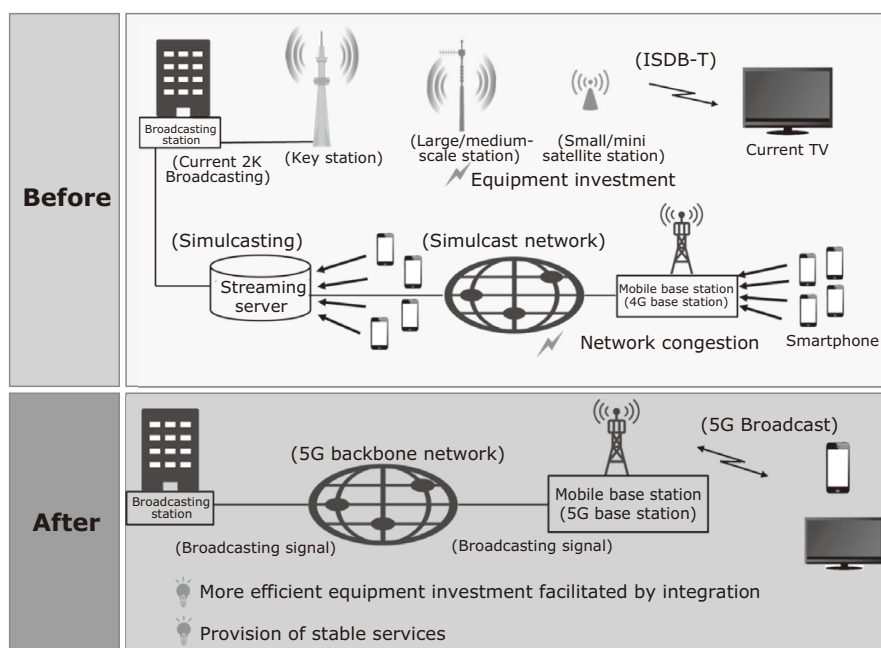 Before
Broadcasting
station
(Current 2K
Broadcasting)
(Key station)
(Large/medium-
scale station)
(Small/mini
satellite station)
(ISDB-T)
Current TV
Equipment investment
(Simulcasting)
Streaming
server
(Simulcast network)
Mobile base station
(4G base station)
Network congestion
Smartphone
After
Broadcasting
station
(5G backbone network)
(Broadcasting signal)
(Broadcasting signal)
Mobile base station
(5G base station)
(5G Broadcast)
More efficient equipment investment facilitated by integration
Provision of stable services